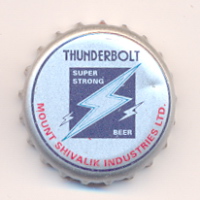 THUNDERBOLT
SUPER
STRONG
BEER
MOUNT SHIVALIK INDUSTRIES LTD.